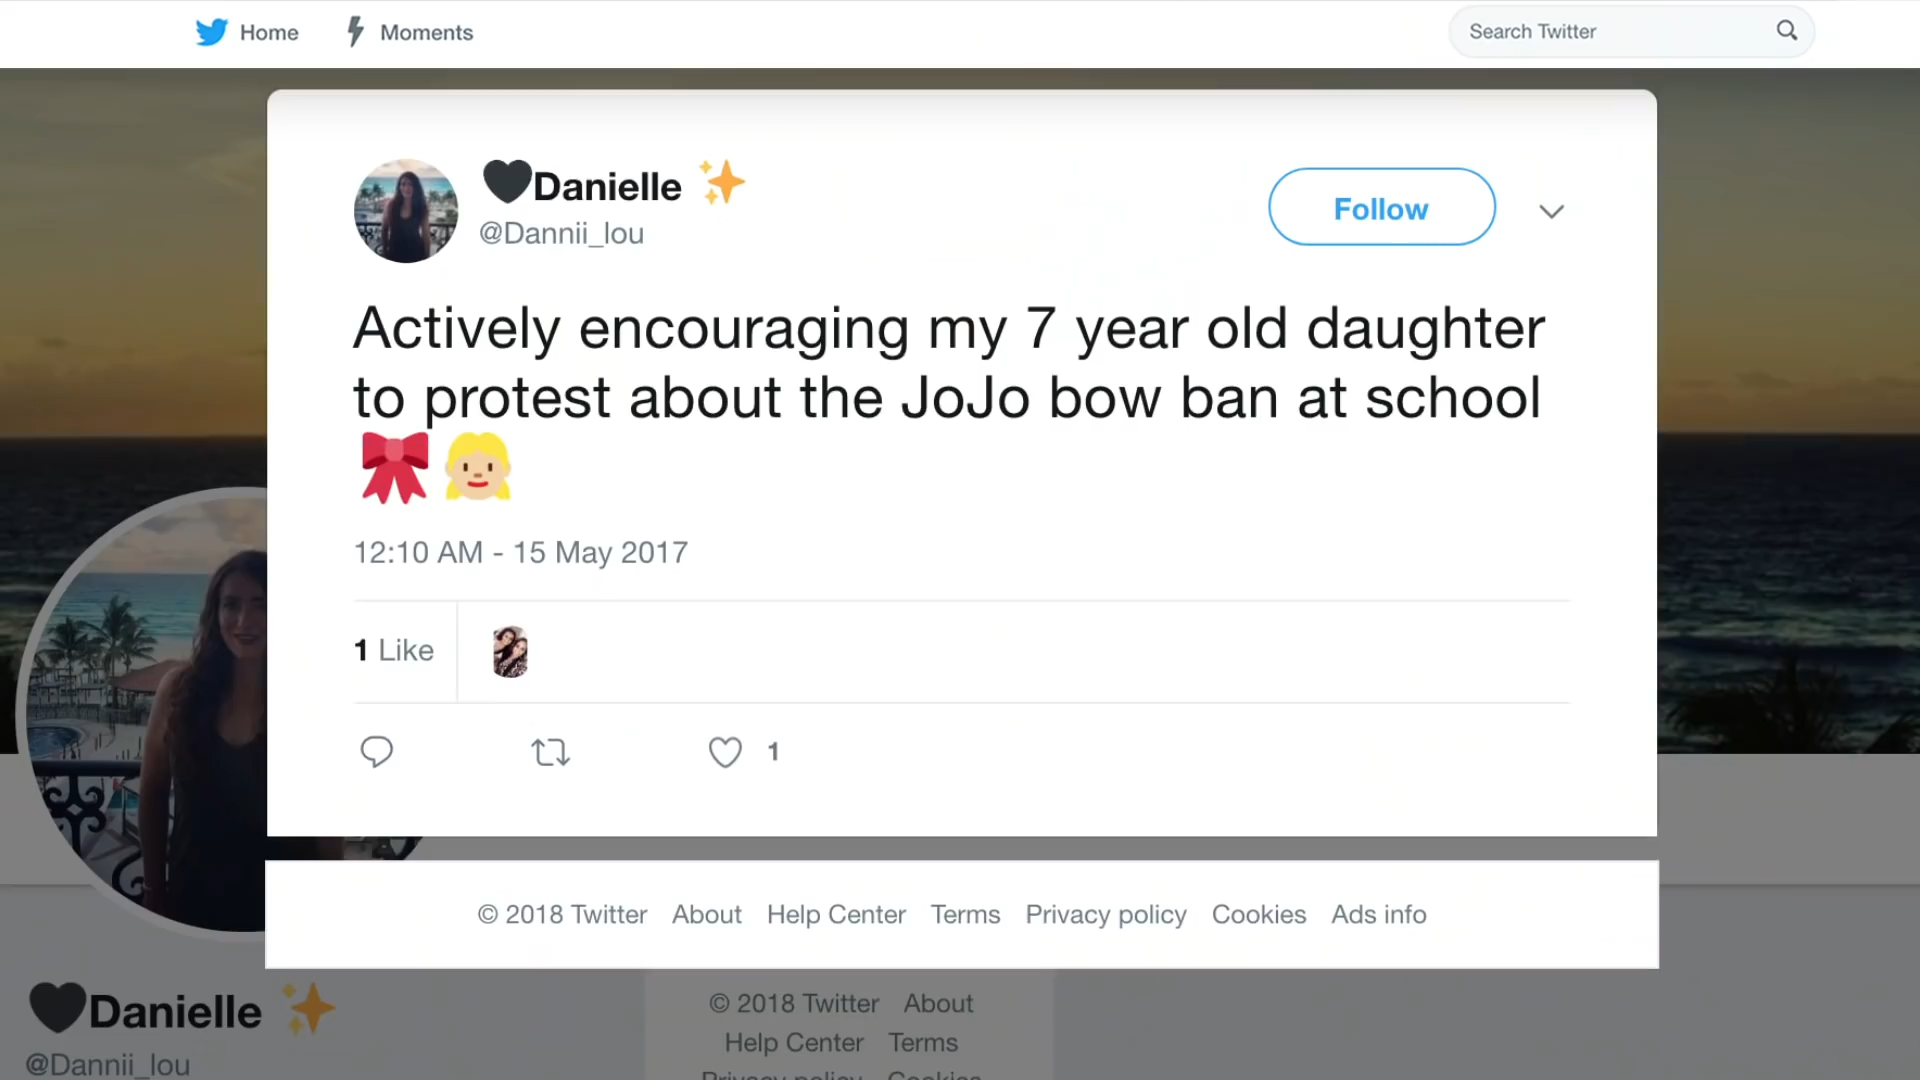 Home Moments Search Twitter
🖤Danielle ✨
@Dannii_lou
Follow
Actively encouraging my 7 year old daughter
to protest about the JoJo bow ban at school
🎀👧🏼
12:10 AM - 15 May 2017
1 Like
1
© 2018 Twitter About Help Center Terms Privacy policy Cookies Ads info
🖤Danielle ✨
@Dannii_lou
© 2018 Twitter About
Help Center Terms
Privacy policy Cookies